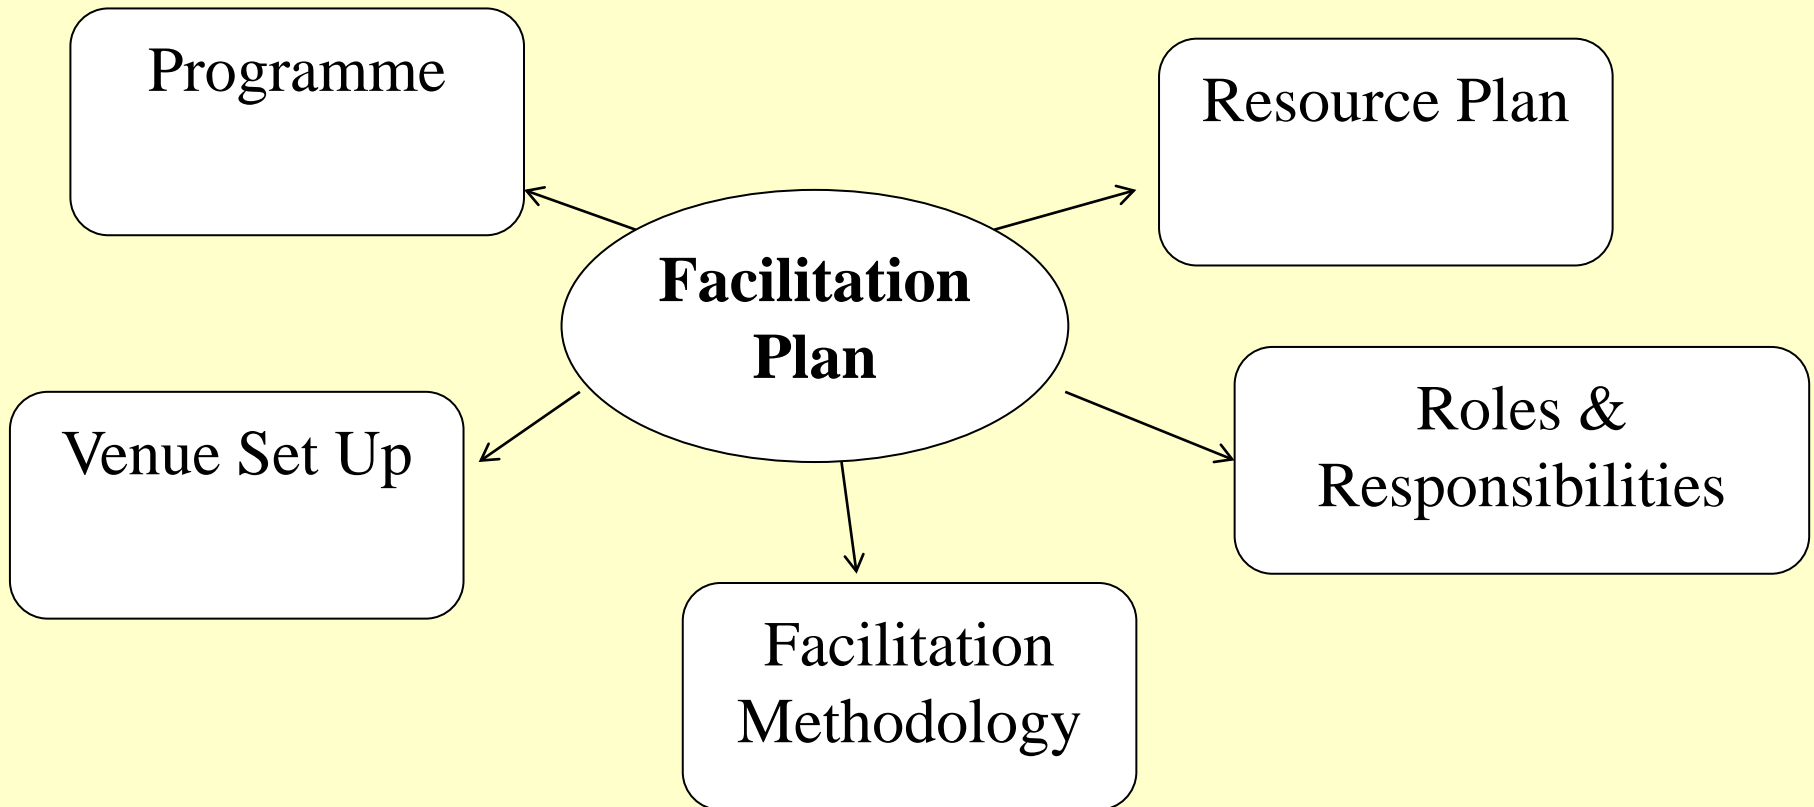 Programme
Resource Plan
Facilitation
Plan
Venue Set Up
Roles &
Responsibilities
Facilitation
Methodology